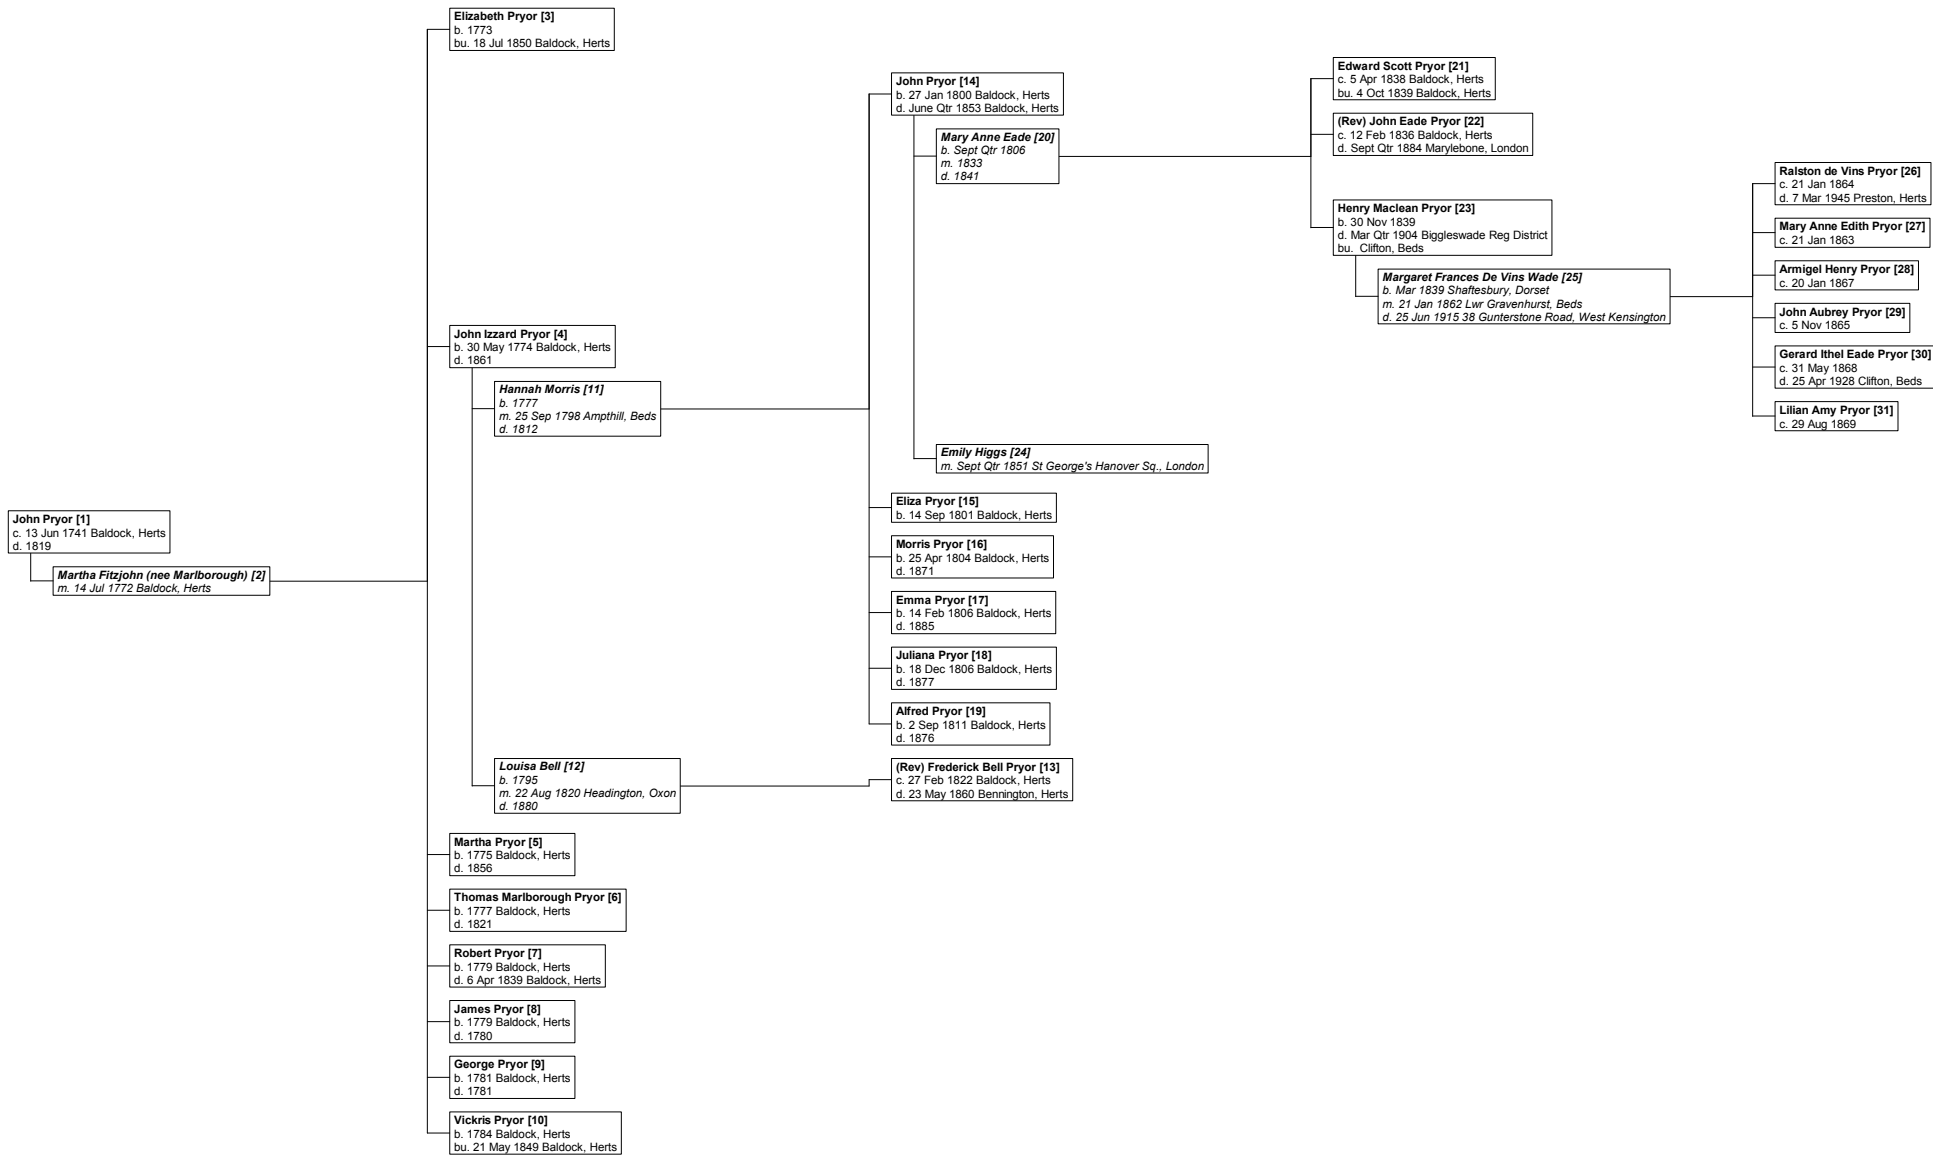 John Pryor [1]
c. 13 Jun 1741 Baldock, Herts
d. 1819
Martha Fitzjohn (nee Marlborough) [2]
m. 14 Jul 1772 Baldock, Herts
Elizabeth Pryor [3]
b. 1773
bu. 18 Jul 1850 Baldock, Herts
John Izzard Pryor [4]
b. 30 May 1774 Baldock, Herts
d. 1861
Hannah Morris [11]
b. 1777
m. 25 Sep 1798 Ampthill, Beds
d. 1812
John Pryor [14]
b. 27 Jan 1800 Baldock, Herts
d. June Qtr 1853 Baldock, Herts
Mary Anne Eade [20]
b. Sept Qtr 1806
m. 1833
d. 1841
Edward Scott Pryor [21]
c. 5 Apr 1838 Baldock, Herts
bu. 4 Oct 1839 Baldock, Herts
(Rev) John Eade Pryor [22]
c. 12 Feb 1836 Baldock, Herts
d. Sept Qtr 1884 Marylebone, London
Henry Maclean Pryor [23]
b. 30 Nov 1839
d. Mar Qtr 1904 Biggleswade Reg District
bu. Clifton, Beds
Margaret Frances De Vins Wade [25]
b. Mar 1839 Shaftesbury, Dorset
m. 21 Jan 1862 Lwr Gravenhurst, Beds
d. 25 Jun 1915 38 Gunterstone Road, West Kensington
Ralston de Vins Pryor [26]
c. 21 Jan 1864
d. 7 Mar 1945 Preston, Herts
Mary Anne Edith Pryor [27]
c. 21 Jan 1863
Armigel Henry Pryor [28]
c. 20 Jan 1867
John Aubrey Pryor [29]
c. 5 Nov 1865
Gerard Ithel Eade Pryor [30]
c. 31 May 1868
d. 25 Apr 1928 Clifton, Beds
Lilian Amy Pryor [31]
c. 29 Aug 1869
Emily Higgs [24]
m. Sept Qtr 1851 St George's Hanover Sq., London
Eliza Pryor [15]
b. 14 Sep 1801 Baldock, Herts
Morris Pryor [16]
b. 25 Apr 1804 Baldock, Herts
d. 1871
Emma Pryor [17]
b. 14 Feb 1806 Baldock, Herts
d. 1885
Juliana Pryor [18]
b. 18 Dec 1806 Baldock, Herts
d. 1877
Alfred Pryor [19]
b. 2 Sep 1811 Baldock, Herts
d. 1876
Louisa Bell [12]
b. 1795
m. 22 Aug 1820 Headington, Oxon
d. 1880
(Rev) Frederick Bell Pryor [13]
c. 27 Feb 1822 Baldock, Herts
d. 23 May 1860 Bennington, Herts
Martha Pryor [5]
b. 1775 Baldock, Herts
d. 1856
Thomas Marlborough Pryor [6]
b. 1777 Baldock, Herts
d. 1821
Robert Pryor [7]
b. 1779 Baldock, Herts
d. 6 Apr 1839 Baldock, Herts
James Pryor [8]
b. 1779 Baldock, Herts
d. 1780
George Pryor [9]
b. 1781 Baldock, Herts
d. 1781
Vickris Pryor [10]
b. 1784 Baldock, Herts
bu. 21 May 1849 Baldock, Herts